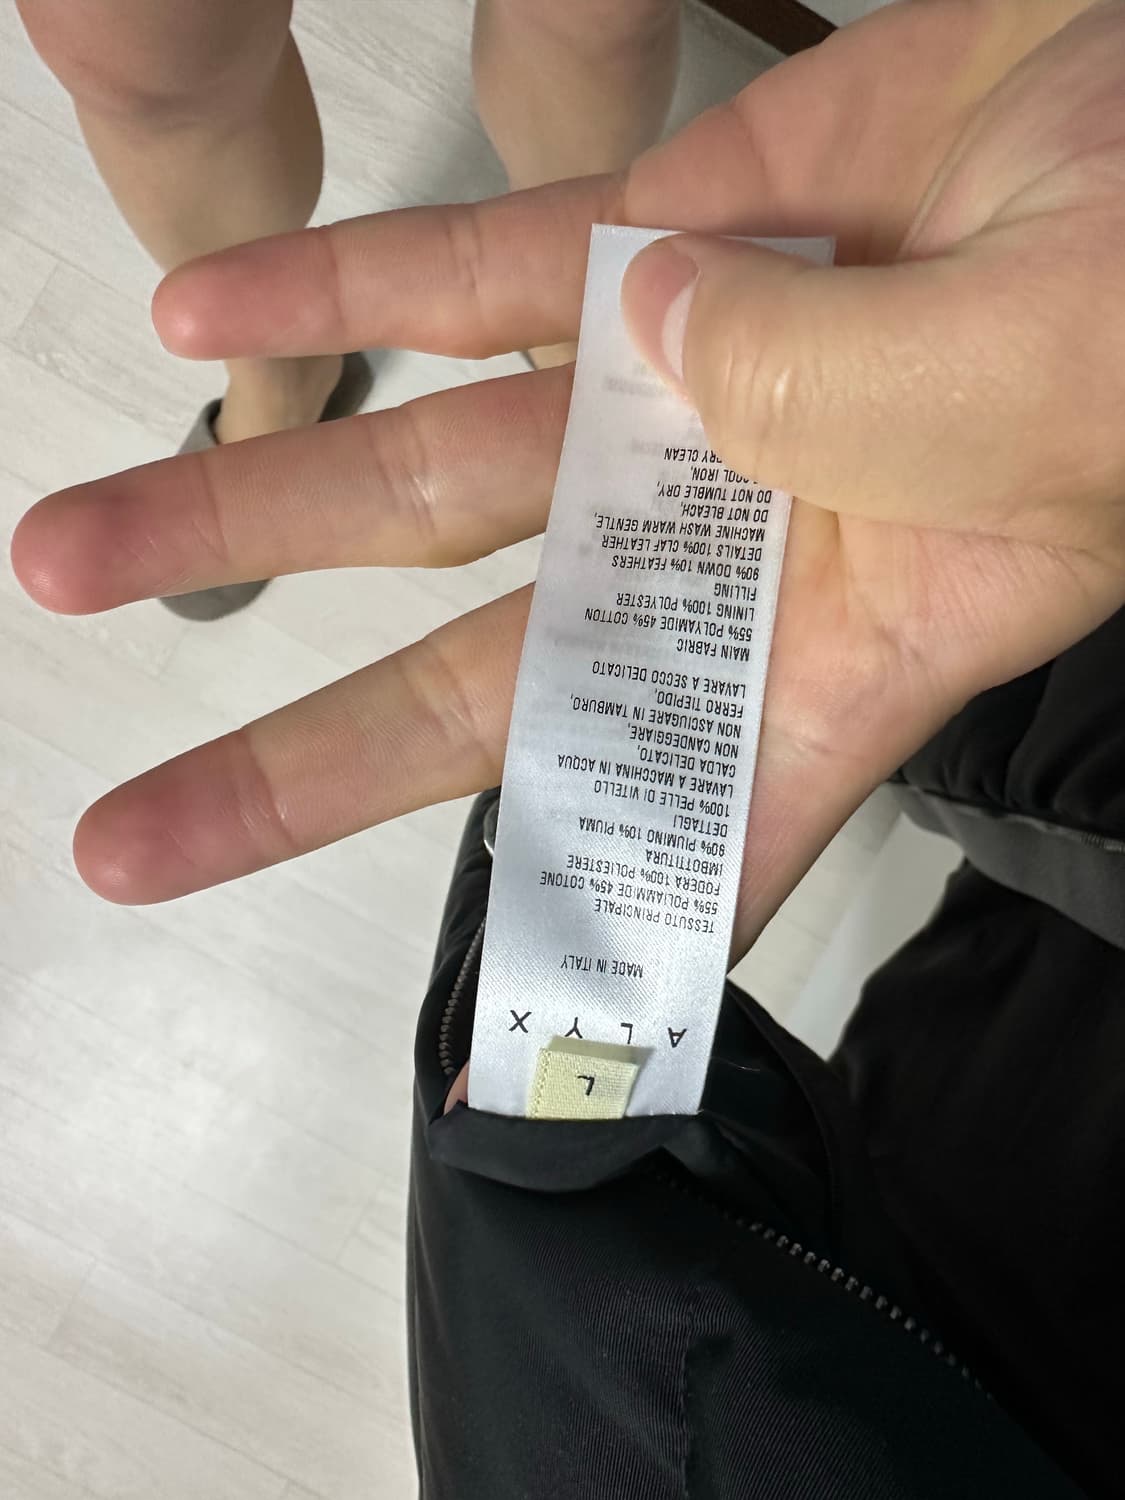 L
A L Y X
MADE IN ITALY
TESSUTO PRINCIPALE
55% POLIAMMIDE 45% COTONE
FODERA 100% POLIESTERE
IMBOTTITURA
90% PIUMINO 10% PIUMA
DETTAGLI
100% PELLE DI VITELLO
LAVARE A MACCHINA IN ACQUA
CALDA DELICATO,
NON CANDEGGIARE,
NON ASCIUGARE IN TAMBURO,
FERRO TIEPIDO,
LAVARE A SECCO DELICATO
MAIN FABRIC
55% POLYAMIDE 45% COTTON
LINING 100% POLYESTER
FILLING
90% DOWN 10% FEATHERS
DETAILS 100% CLAF LEATHER
MACHINE WASH WARM GENTLE,
DO NOT BLEACH,
DO NOT TUMBLE DRY,
COOL IRON,
DRY CLEAN